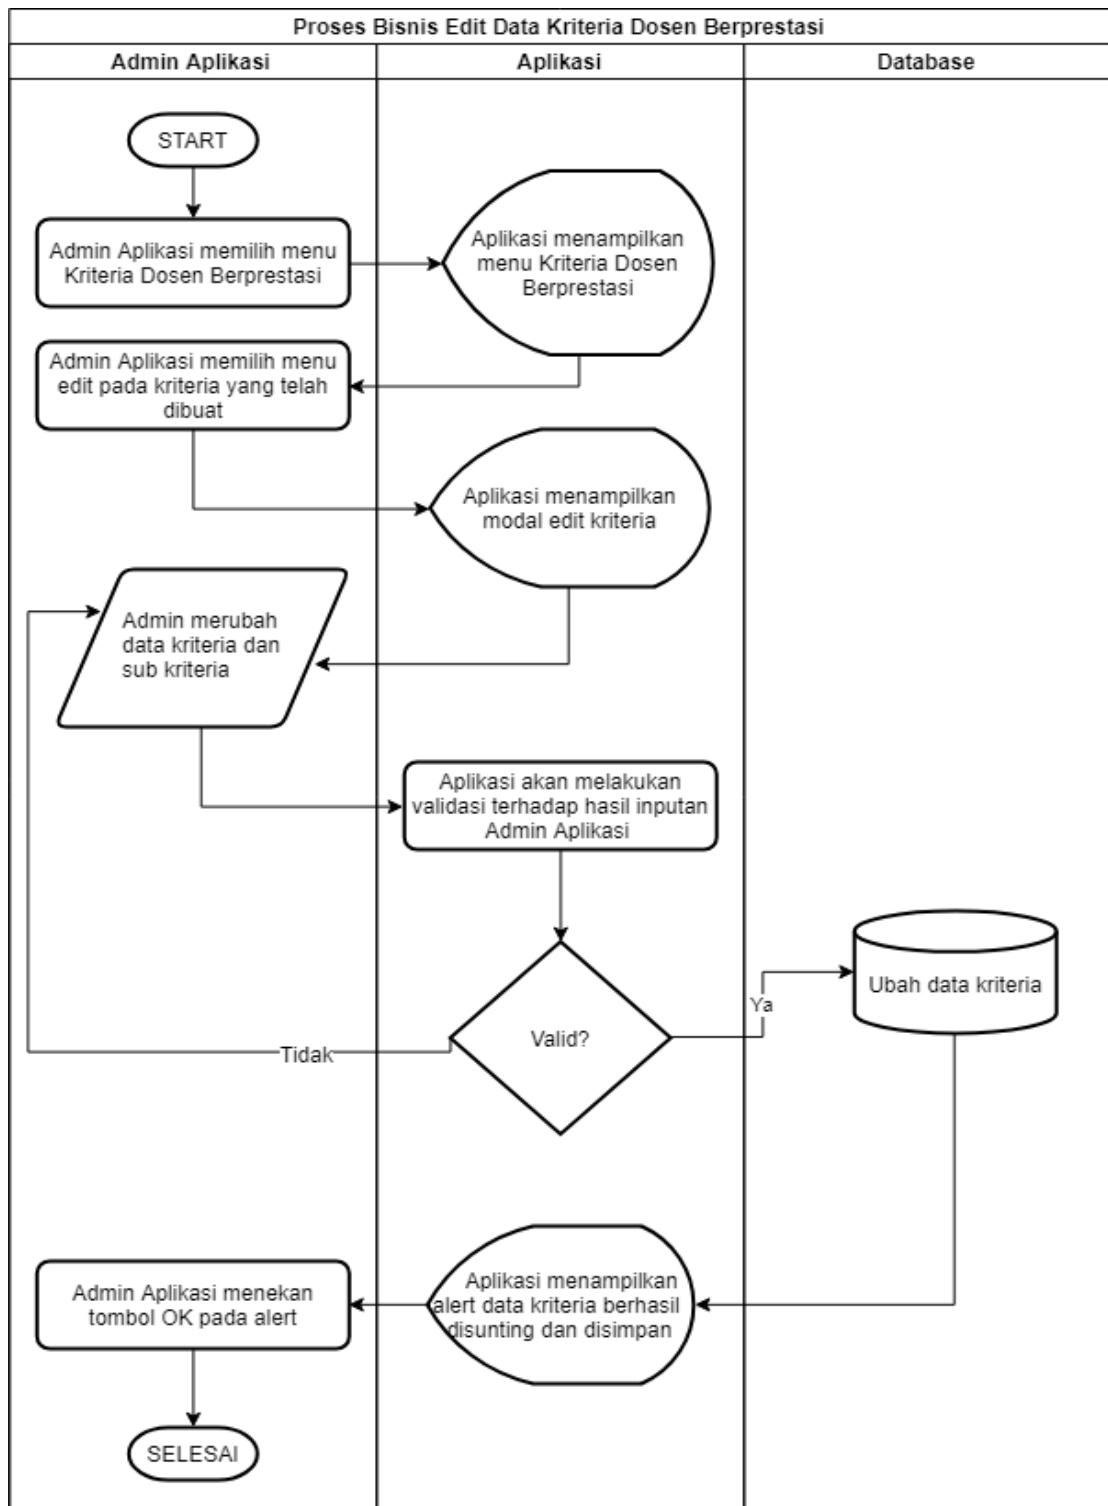 Proses Bisnis Edit Data Kriteria Dosen Berprestasi
Admin Aplikasi
Aplikasi
Database
START
Admin Aplikasi memilih menu
Kriteria Dosen Berprestasi
Aplikasi menampilkan
menu Kriteria Dosen
Berprestasi
Admin Aplikasi memilih menu
edit pada kriteria yang telah
dibuat
Aplikasi menampilkan
modal edit kriteria
Admin merubah
data kriteria dan
sub kriteria
Aplikasi akan melakukan
validasi terhadap hasil inputan
Admin Aplikasi
Valid?
Ya
Tidak
Ubah data kriteria
Aplikasi menampilkan
alert data kriteria berhasil
disunting dan disimpan
Admin Aplikasi menekan
tombol OK pada alert
SELESAI